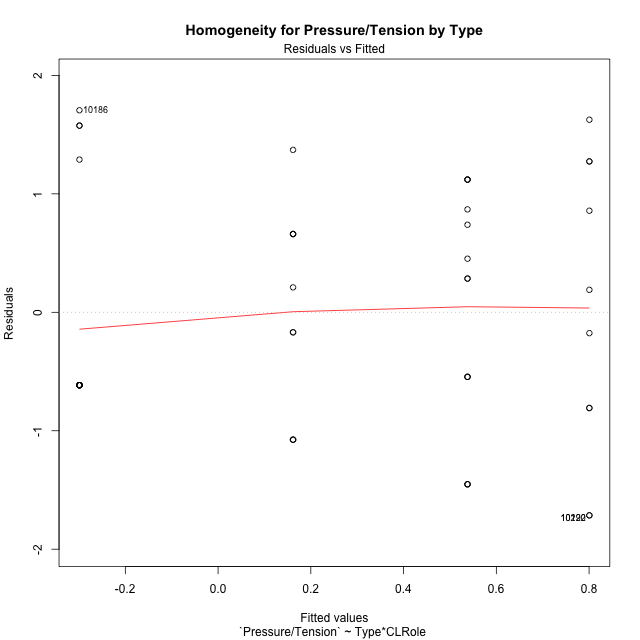 Homogeneity for Pressure/Tension by Type
Residuals vs Fitted
2
1
0
-1
-2
Residuals
10186
-0.2
0.0
0.2
0.4
0.6
0.8
Fitted values
`Pressure/Tension` ~ Type*CLRole